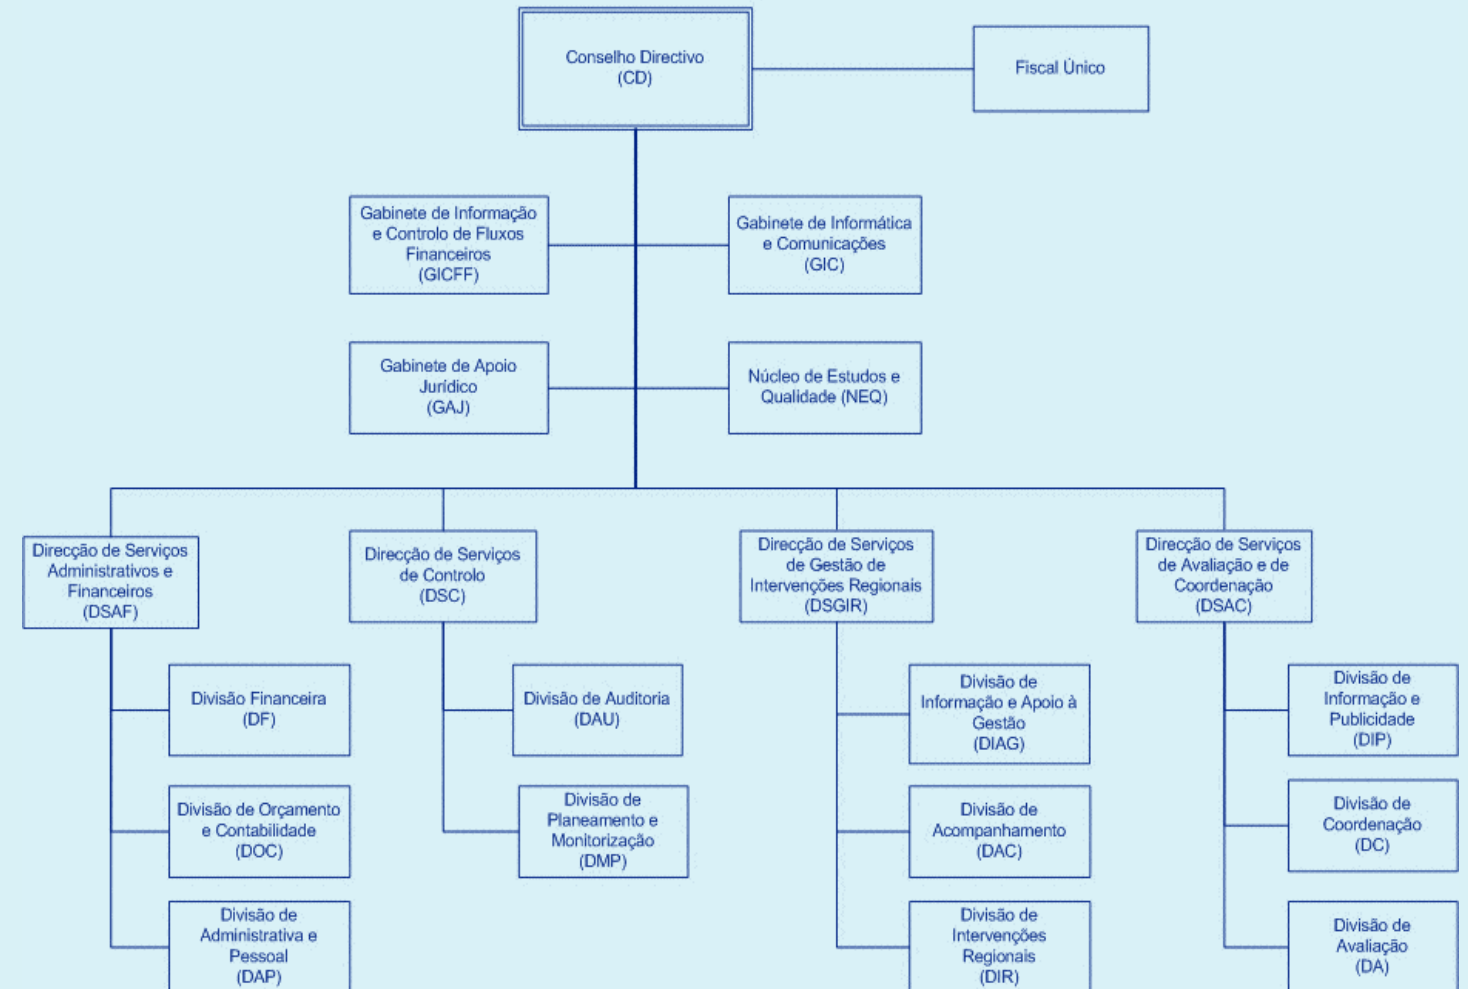 Conselho Directivo
(CD)
Fiscal Único
Gabinete de Informação
e Controlo de Fluxos
Financeiros
(GICFF)
Gabinete de Informática
e Comunicações
(GIC)
Gabinete de Apoio
Jurídico
(GAJ)
Núcleo de Estudos e
Qualidade (NEQ)
Direcção de Serviços
Administrativos e
Financeiros
(DSAF)
Direcção de Serviços
de Controlo
(DSC)
Direcção de Serviços
de Gestão de
Intervenções Regionais
(DSGIR)
Direcção de Serviços
de Avaliação e de
Coordenação
(DSAC)
Divisão Financeira
(DF)
Divisão de Auditoria
(DAU)
Divisão de
Informação e Apoio à
Gestão
(DIAG)
Divisão de
Informação e
Publicidade
(DIP)
Divisão de Orçamento
e Contabilidade
(DOC)
Divisão de
Planeamento e
Monitorização
(DMP)
Divisão de
Acompanhamento
(DAC)
Divisão de
Coordenação
(DC)
Divisão de
Administrativa e
Pessoal
(DAP)
Divisão de
Intervenções
Regionais
(DIR)
Divisão de
Avaliação
(DA)